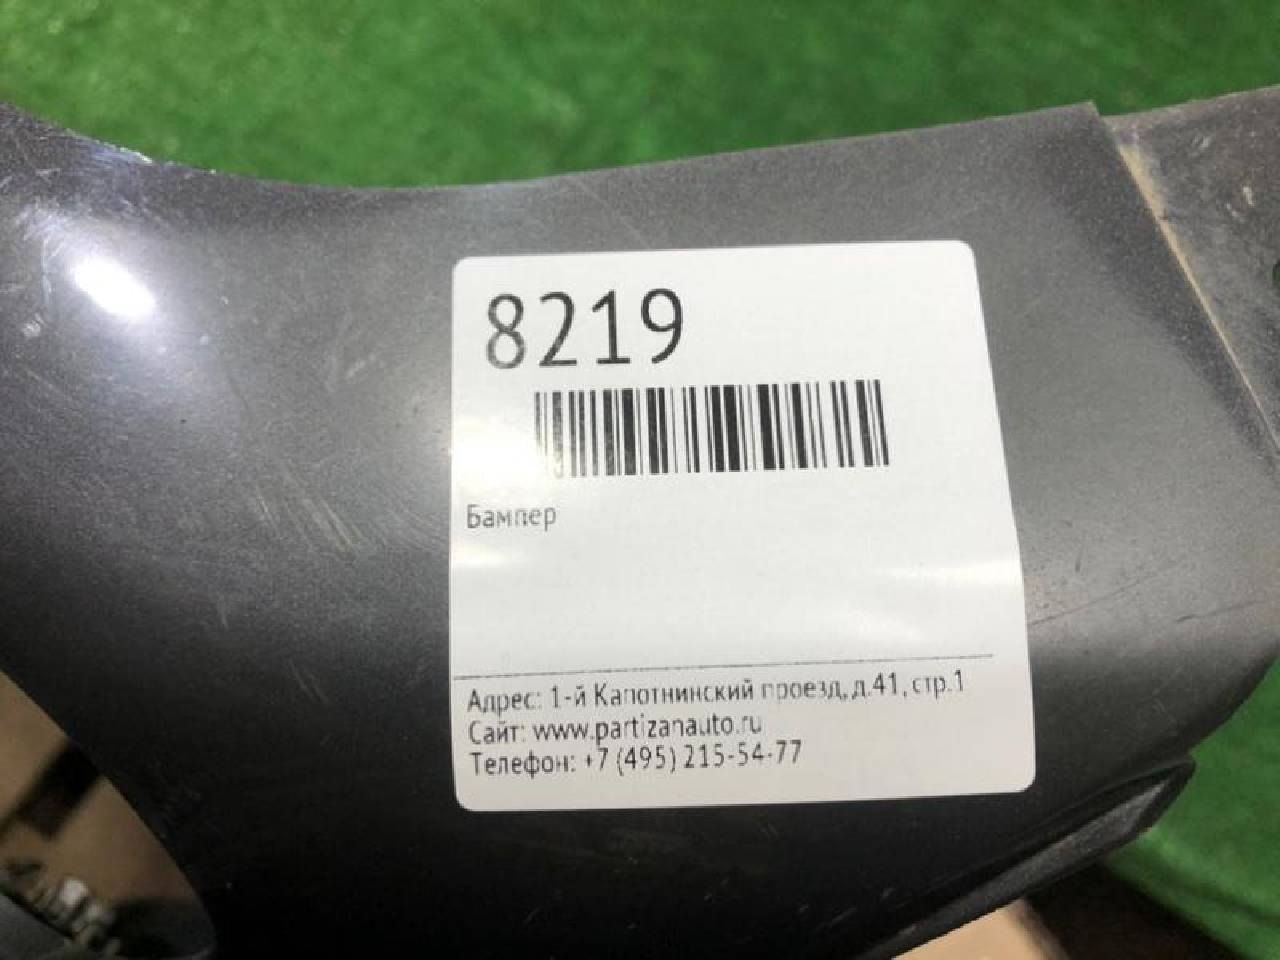 8219
Бампер
Адрес: 1-й Капотнинский проезд, д.41, стр.1
Сайт: www.partizanauto.ru
Телефон: +7 (495) 215-54-77